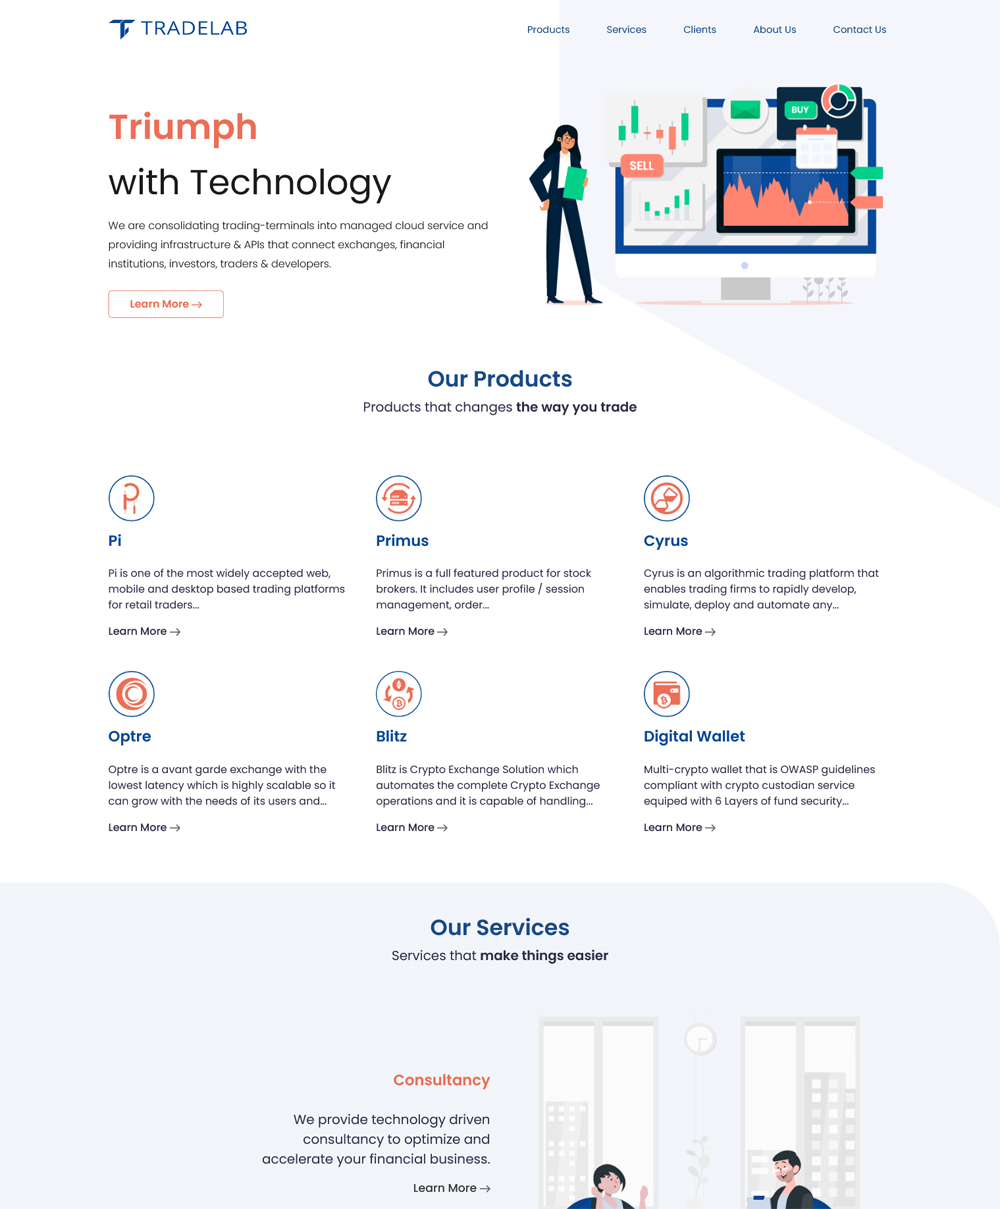 TRADELAB
Products Services Clients About Us Contact Us
Triumph
with Technology
We are consolidating trading-terminals into managed cloud service and
providing infrastructure & APIs that connect exchanges, financial
institutions, investors, traders & developers.
Learn More →
BUY
SELL
Our Products
Products that changes the way you trade
Pi
Pi is one of the most widely accepted web,
mobile and desktop based trading platforms
for retail traders...
Learn More →
Primus
Primus is a full featured product for stock
brokers. It includes user profile / session
management, order...
Learn More →
Cyrus
Cyrus is an algorithmic trading platform that
enables trading firms to rapidly develop,
simulate, deploy and automate any...
Learn More →
Optre
Optre is a avant garde exchange with the
lowest latency which is highly scalable so it
can grow with the needs of its users and...
Learn More →
Blitz
Blitz is Crypto Exchange Solution which
automates the complete Crypto Exchange
operations and it is capable of handling...
Learn More →
Digital Wallet
Multi-crypto wallet that is OWASP guidelines
compliant with crypto custodian service
equiped with 6 Layers of fund security...
Learn More →
Our Services
Services that make things easier
Consultancy
We provide technology driven
consultancy to optimize and
accelerate your financial business.
Learn More →